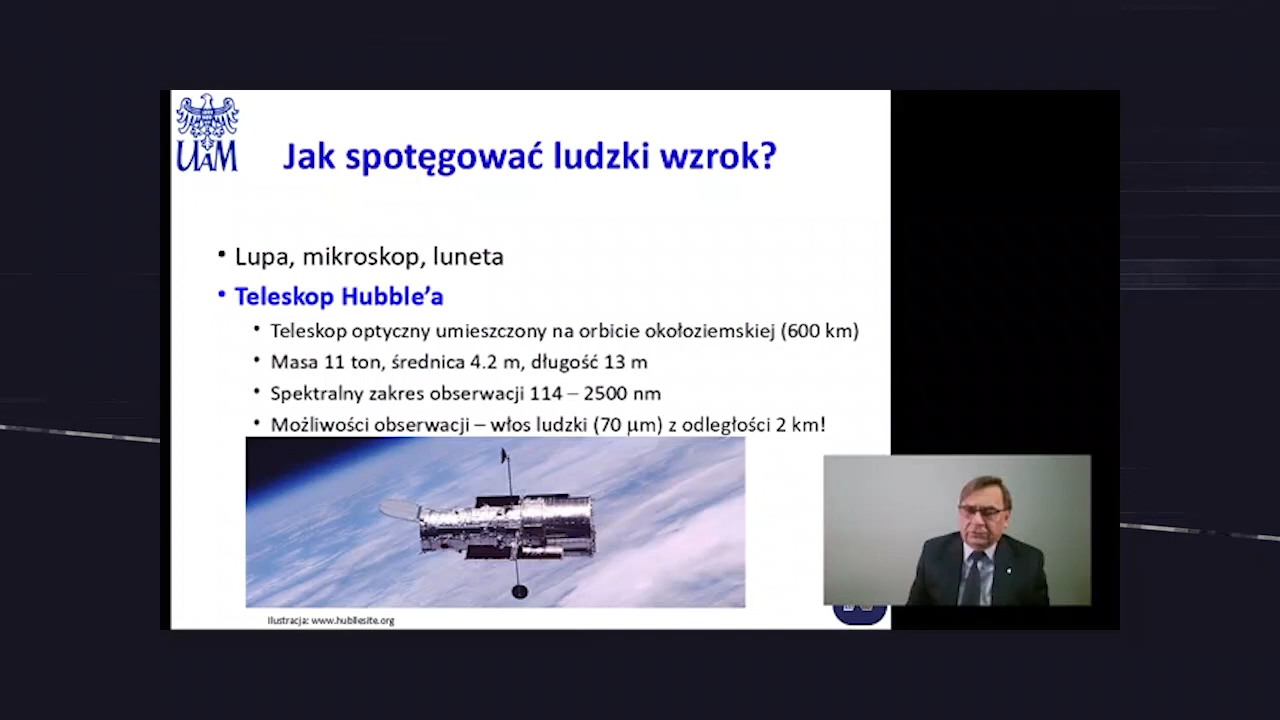 UAM
Jak spotęgować ludzki wzrok?
• Lupa, mikroskop, luneta
• Teleskop Hubble’a
• Teleskop optyczny umieszczony na orbicie okołoziemskiej (600 km)
• Masa 11 ton, średnica 4.2 m, długość 13 m
• Spektralny zakres obserwacji 114 – 2500 nm
• Możliwości obserwacji – włos ludzki (70 μm) z odległości 2 km!
Ilustracja: www.hubllesite.org